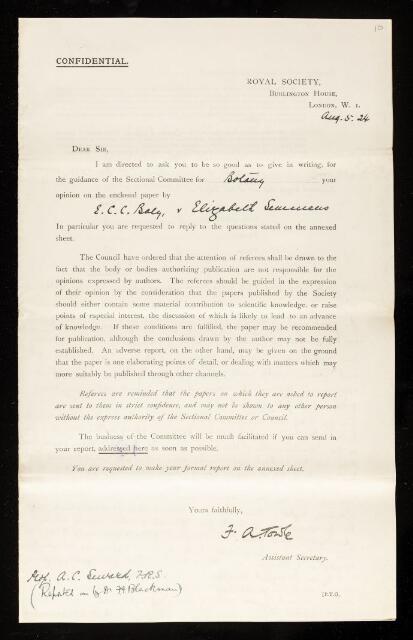 10
CONFIDENTIAL.
ROYAL SOCIETY,
BURLINGTON HOUSE,
LONDON, W. 1.
Aug. 5. 24
DEAR SIR,
I am directed to ask you to be so good as to give in writing, for
the guidance of the Sectional Committee for Botany your
opinion on the enclosed paper by
E. C. C. Baly, & Elizabeth Semmens
In particular you are requested to reply to the questions stated on the annexed
sheet.
The Council have ordered that the attention of referees shall be drawn to the
fact that the body or bodies authorizing publication are not responsible for the
opinions expressed by authors. The referees should be guided in the expression
of their opinion by the consideration that the papers published by the Society
should either contain some material contribution to scientific knowledge, or raise
points of especial interest, the discussion of which is likely to lead to an advance
of knowledge. If these conditions are fulfilled, the paper may be recommended
for publication, although the conclusions drawn by the author may not be fully
established. An adverse report, on the other hand, may be given on the ground
that the paper is one elaborating points of detail, or dealing with matters which may
more suitably be published through other channels.
Referees are reminded that the papers on which they are asked to report
are sent to them in strict confidence, and may not be shown to any other person
without the express authority of the Sectional Committee or Council.
The business of the Committee will be much facilitated if you can send in
your report, addressed here as soon as possible.
You are requested to make your formal report on the annexed sheet.
Yours faithfully,
F. A. Towle
Assistant Secretary.
Prof. A. C. Seward, F.R.S.
(Reported on by Dr FF Blackman)
[P.T.O.